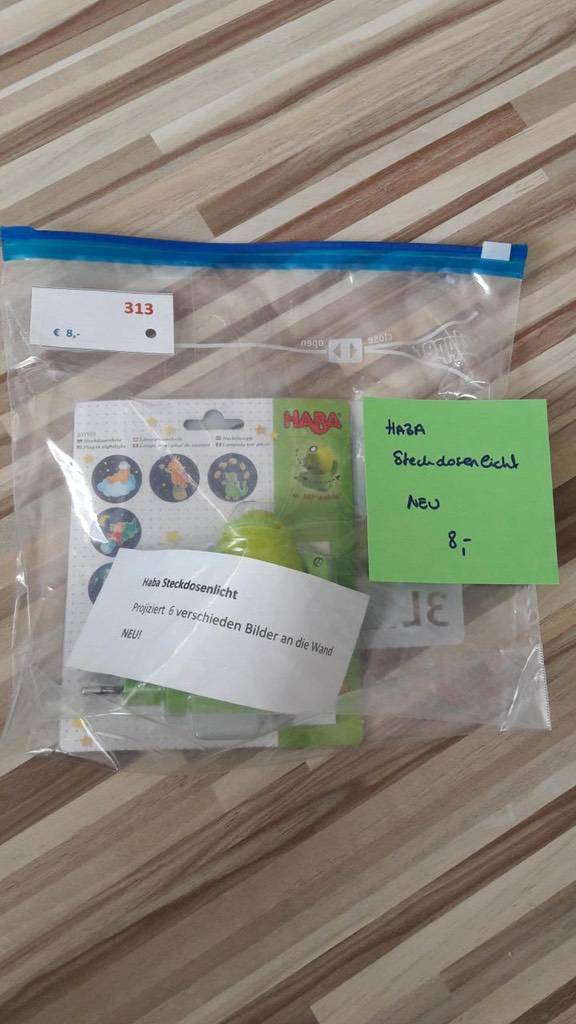 313
€ 8,-
open
close
HABA
HABA
Steckdosenlicht
NEU
8,-
Haba Steckdosenlicht
Projiziert 6 verschieden Bilder an die Wand
NEU!
3L